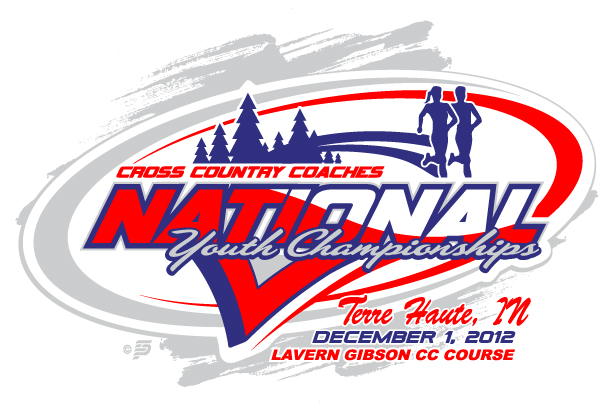 CROSS COUNTRY COACHES
NATIONAL
Youth Championships
Terre Haute, IN
DECEMBER 1, 2012
LAVERN GIBSON CC COURSE
©